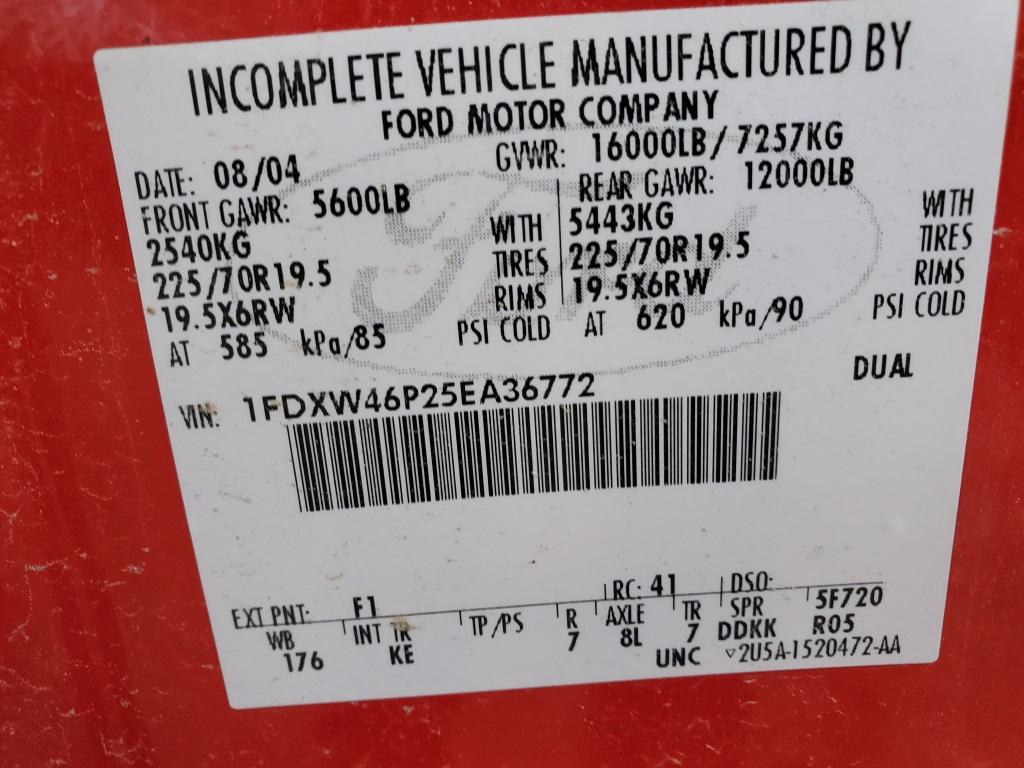 INCOMPLETE VEHICLE MANUFACTURED BY
FORD MOTOR COMPANY
DATE: 08/04 GVWR: 16000LB/7257KG
FRONT GAWR: 5600LB REAR GAWR: 12000LB
2540KG WITH 5443KG WITH
225/70R19.5 TIRES 225/70R19.5 TIRES
19.5X6RW RIMS 19.5X6RW RIMS
AT 585 kPa/85 PSI COLD AT 620 kPa/90 PSI COLD
DUAL
VIN: 1FDXW46P25EA36772
EXT PNT: F1 RC: 41 DSO:
WB INT TR TP/PS R AXLE TR SPR 5F720
176 KE 7 8L 7 DDKK R05
UNC ▽2U5A-1520472-AA